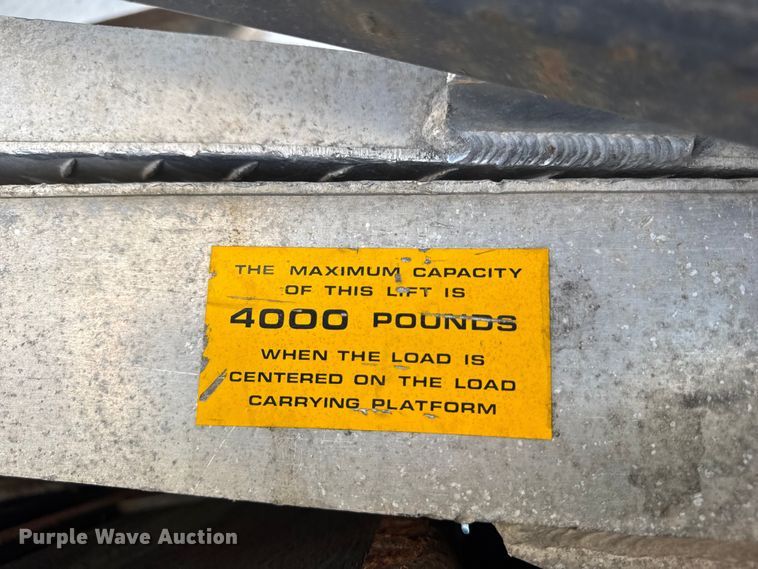 THE MAXIMUM CAPACITY
OF THIS LIFT IS
4000 POUNDS
WHEN THE LOAD IS
CENTERED ON THE LOAD
CARRYING PLATFORM
Purple Wave Auction